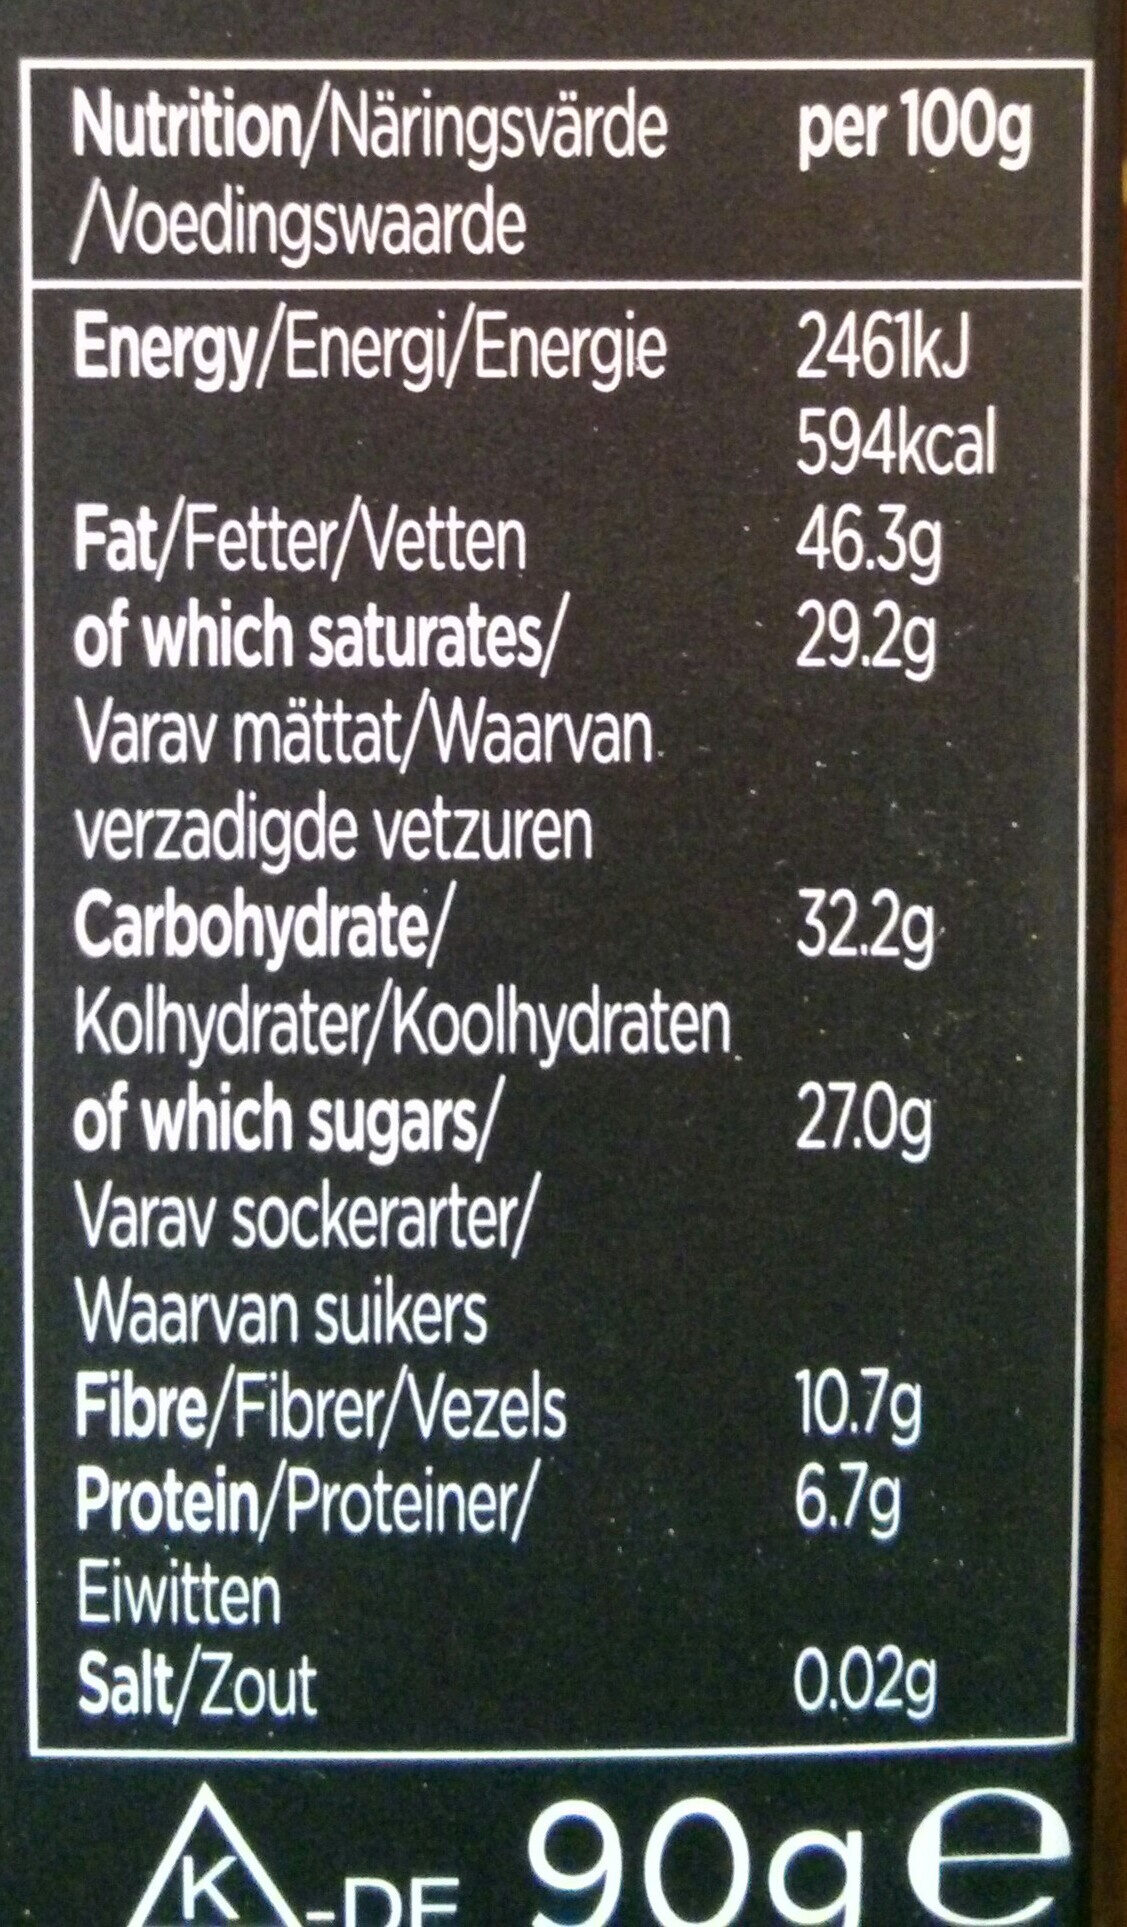 Nutrition/Näringsvärde per 100g
/Voedingswaarde
Energy/Energi/Energie 2461kJ
594kcal
Fat/Fetter/Vetten 46.3g
of which saturates/ 29.2g
Varav mättat/Waarvan
verzadigde vetzuren
Carbohydrate/ 32.2g
Kolhydrater/Koolhydraten
of which sugars/ 27.0g
Varav sockerarter/
Waarvan suikers
Fibre/Fibrer/Vezels 10.7g
Protein/Proteiner/ 6.7g
Eiwitten
Salt/Zout 0.02g
K-DE 90g e